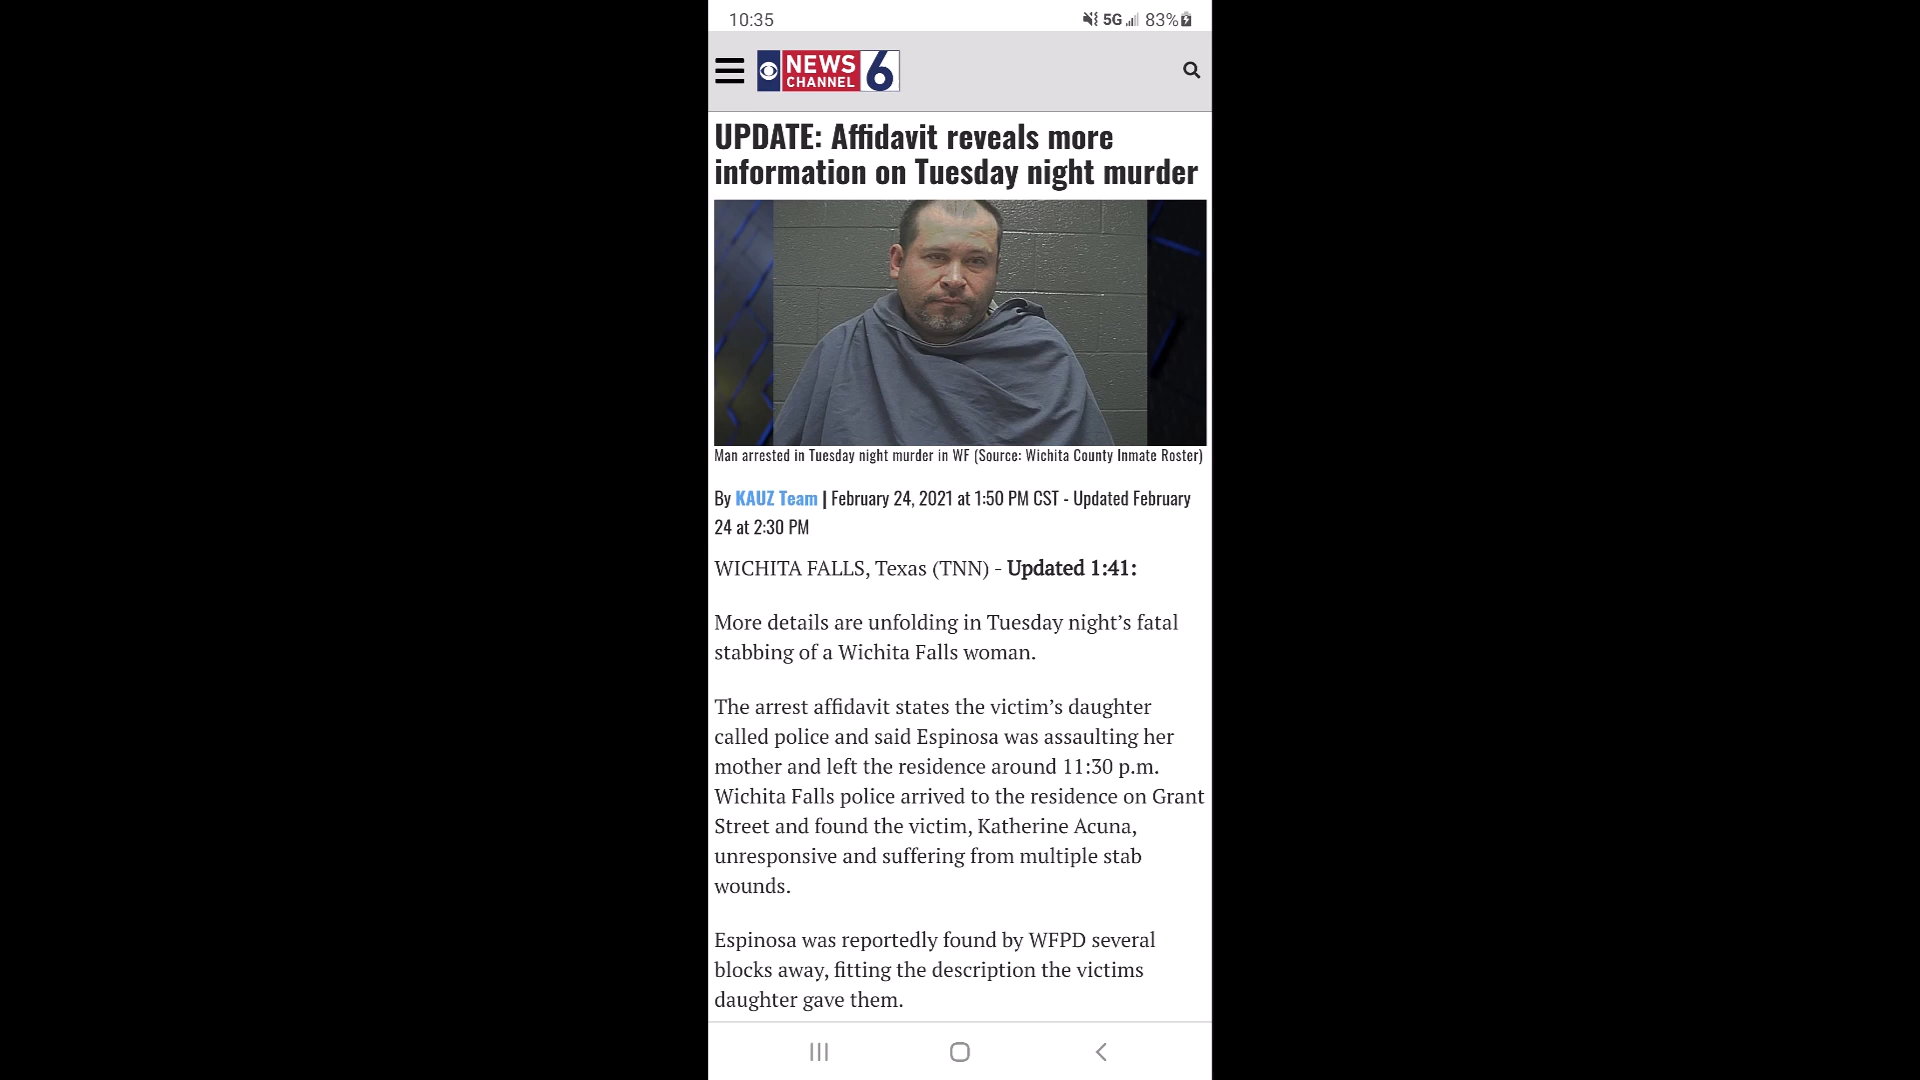 10:35 5G 83%
NEWS CHANNEL 6
UPDATE: Affidavit reveals more
information on Tuesday night murder
Man arrested in Tuesday night murder in WF (Source: Wichita County Inmate Roster)
By KAUZ Team | February 24, 2021 at 1:50 PM CST - Updated February
24 at 2:30 PM
WICHITA FALLS, Texas (TNN) - Updated 1:41:
More details are unfolding in Tuesday night’s fatal
stabbing of a Wichita Falls woman.
The arrest affidavit states the victim’s daughter
called police and said Espinosa was assaulting her
mother and left the residence around 11:30 p.m.
Wichita Falls police arrived to the residence on Grant
Street and found the victim, Katherine Acuna,
unresponsive and suffering from multiple stab
wounds.
Espinosa was reportedly found by WFPD several
blocks away, fitting the description the victims
daughter gave them.